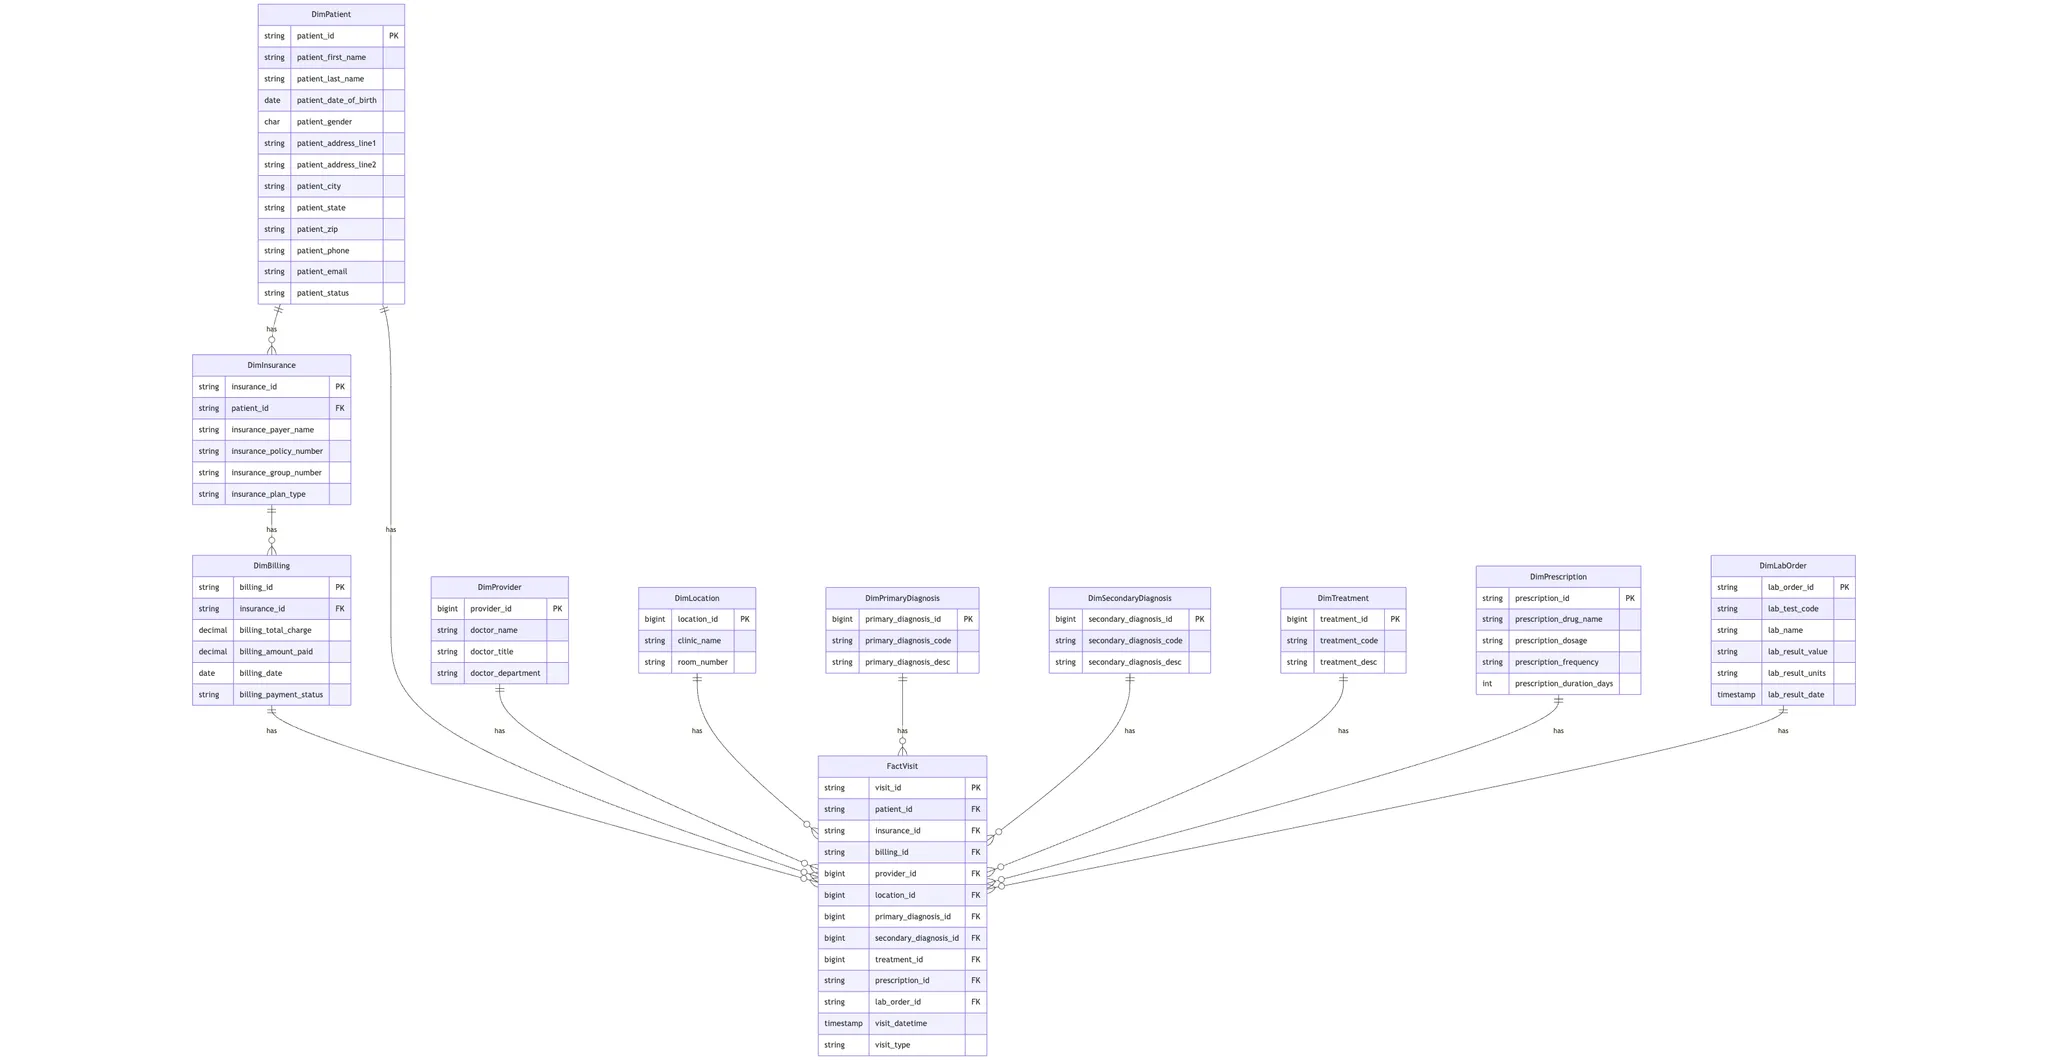 DimPatient
string patient_id PK
string patient_first_name
string patient_last_name
date patient_date_of_birth
char patient_gender
string patient_address_line1
string patient_address_line2
string patient_city
string patient_state
string patient_zip
string patient_phone
string patient_email
string patient_status
has
DimInsurance
string insurance_id PK
string patient_id FK
string insurance_payer_name
string insurance_policy_number
string insurance_group_number
string insurance_plan_type
has
has
DimBilling
string billing_id PK
string insurance_id FK
decimal billing_total_charge
decimal billing_amount_paid
date billing_date
string billing_payment_status
DimProvider
bigint provider_id PK
string doctor_name
string doctor_title
string doctor_department
DimLocation
bigint location_id PK
string clinic_name
string room_number
DimPrimaryDiagnosis
bigint primary_diagnosis_id PK
string primary_diagnosis_code
string primary_diagnosis_desc
DimSecondaryDiagnosis
bigint secondary_diagnosis_id PK
string secondary_diagnosis_code
string secondary_diagnosis_desc
DimTreatment
bigint treatment_id PK
string treatment_code
string treatment_desc
DimPrescription
string prescription_id PK
string prescription_drug_name
string prescription_dosage
string prescription_frequency
int prescription_duration_days
DimLabOrder
string lab_order_id PK
string lab_test_code
string lab_name
string lab_result_value
string lab_result_units
timestamp lab_result_date
has
has
has
has
has
has
has
has
FactVisit
string visit_id PK
string patient_id FK
string insurance_id FK
string billing_id FK
bigint provider_id FK
bigint location_id FK
bigint primary_diagnosis_id FK
bigint secondary_diagnosis_id FK
bigint treatment_id FK
string prescription_id FK
string lab_order_id FK
timestamp visit_datetime
string visit_type